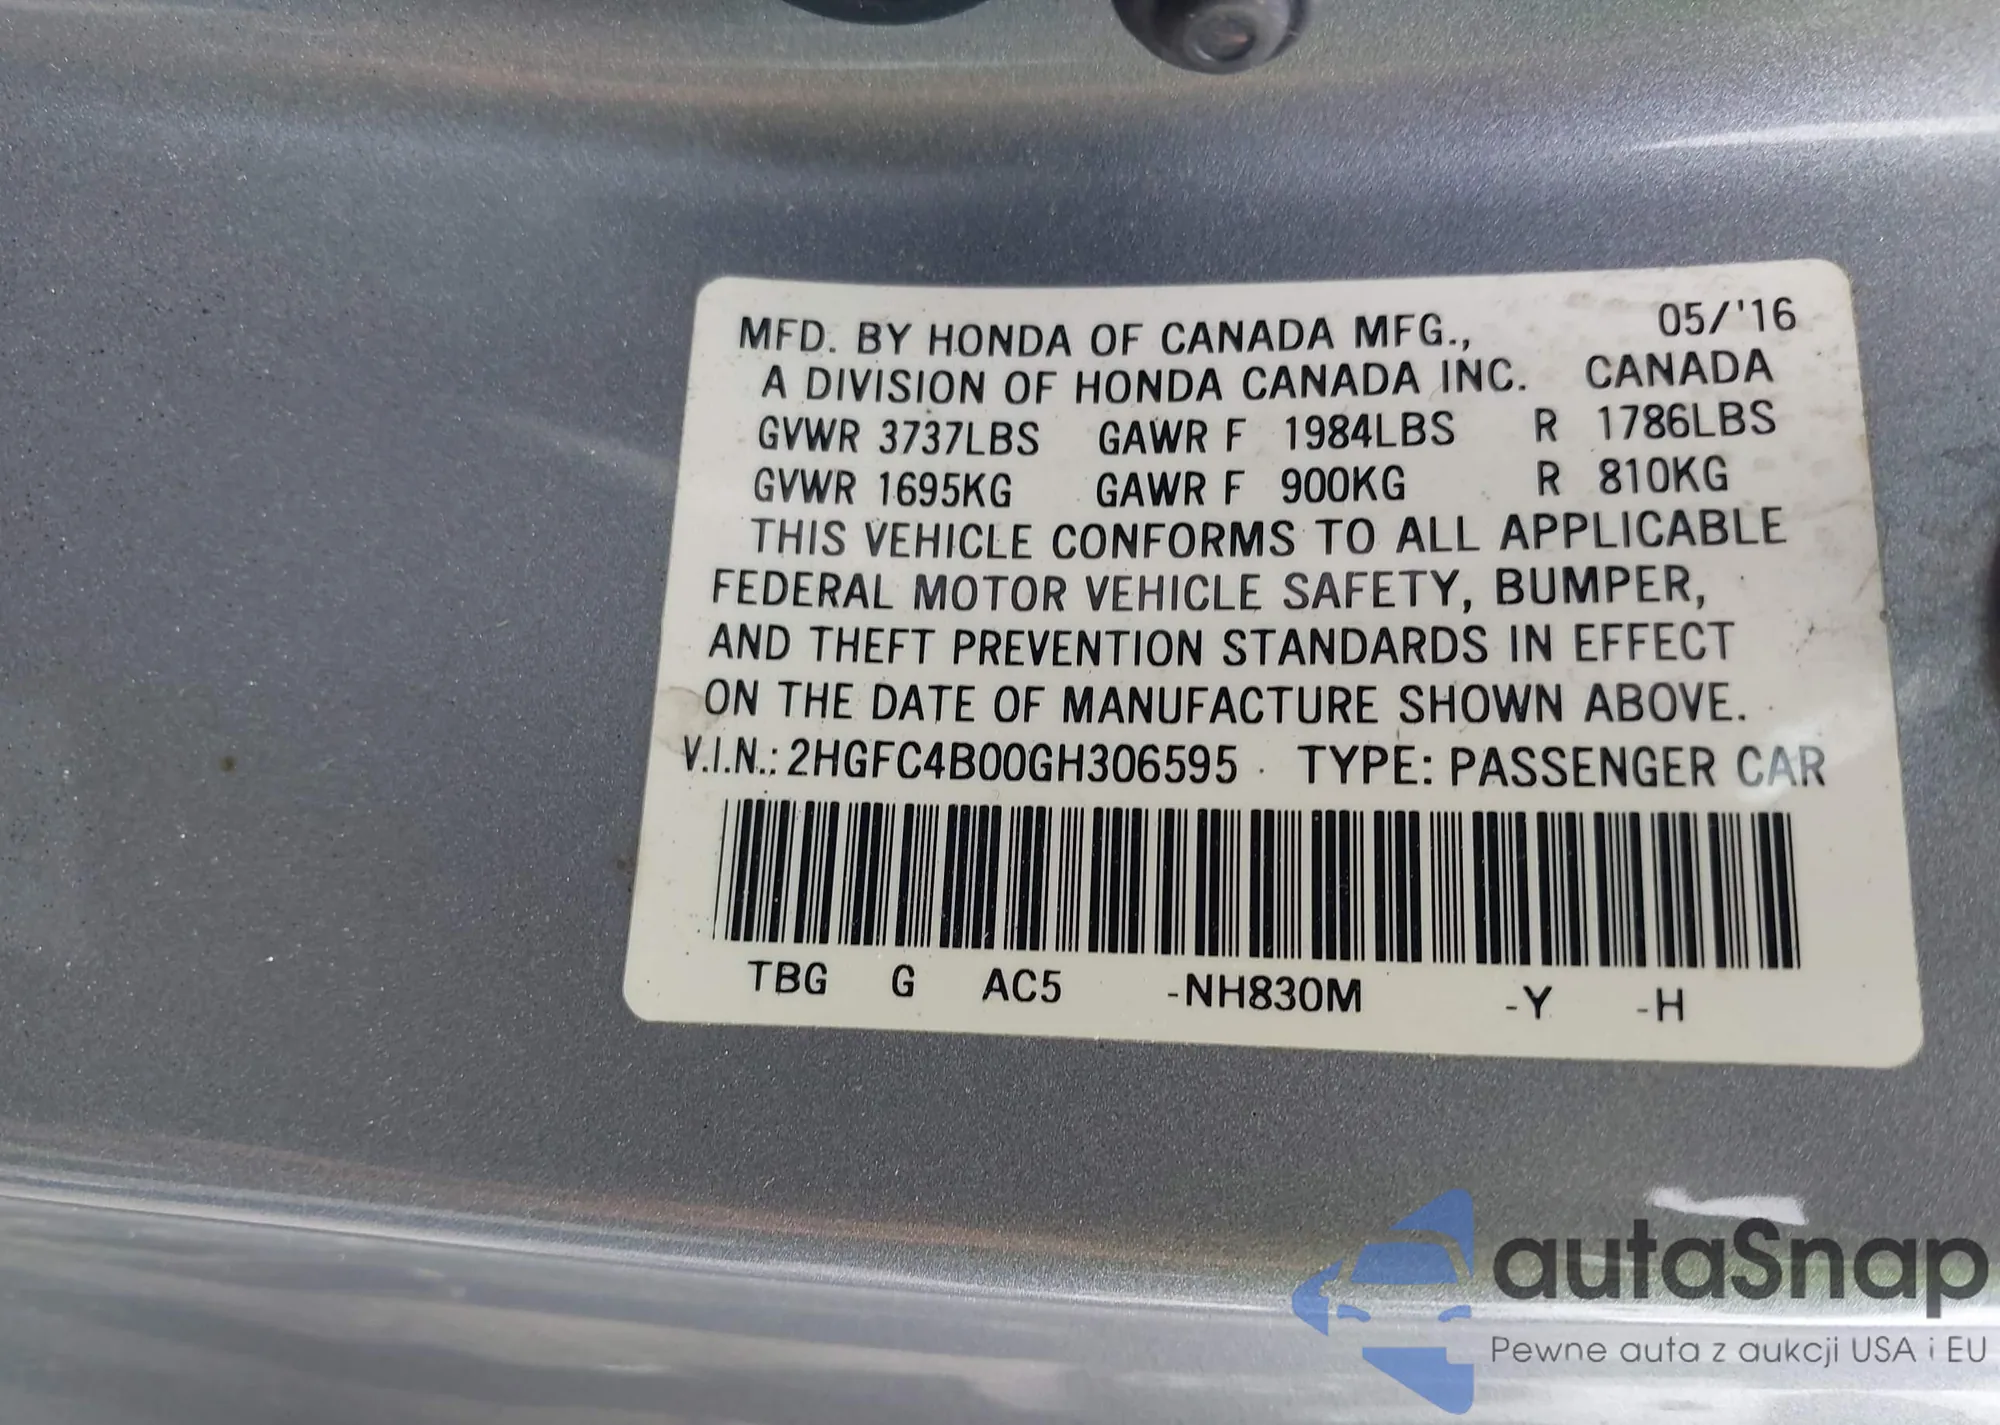 MFD. BY HONDA OF CANADA MFG., 05/'16
A DIVISION OF HONDA CANADA INC. CANADA
GVWR 3737LBS GAWR F 1984LBS R 1786LBS
GVWR 1695KG GAWR F 900KG R 810KG
THIS VEHICLE CONFORMS TO ALL APPLICABLE
FEDERAL MOTOR VEHICLE SAFETY, BUMPER,
AND THEFT PREVENTION STANDARDS IN EFFECT
ON THE DATE OF MANUFACTURE SHOWN ABOVE.
V.I.N.: 2HGFC4B00GH306595 TYPE: PASSENGER CAR
TBG G AC5 -NH830M -Y -H
autaSnap
Pewne auta z aukcji USA i EU